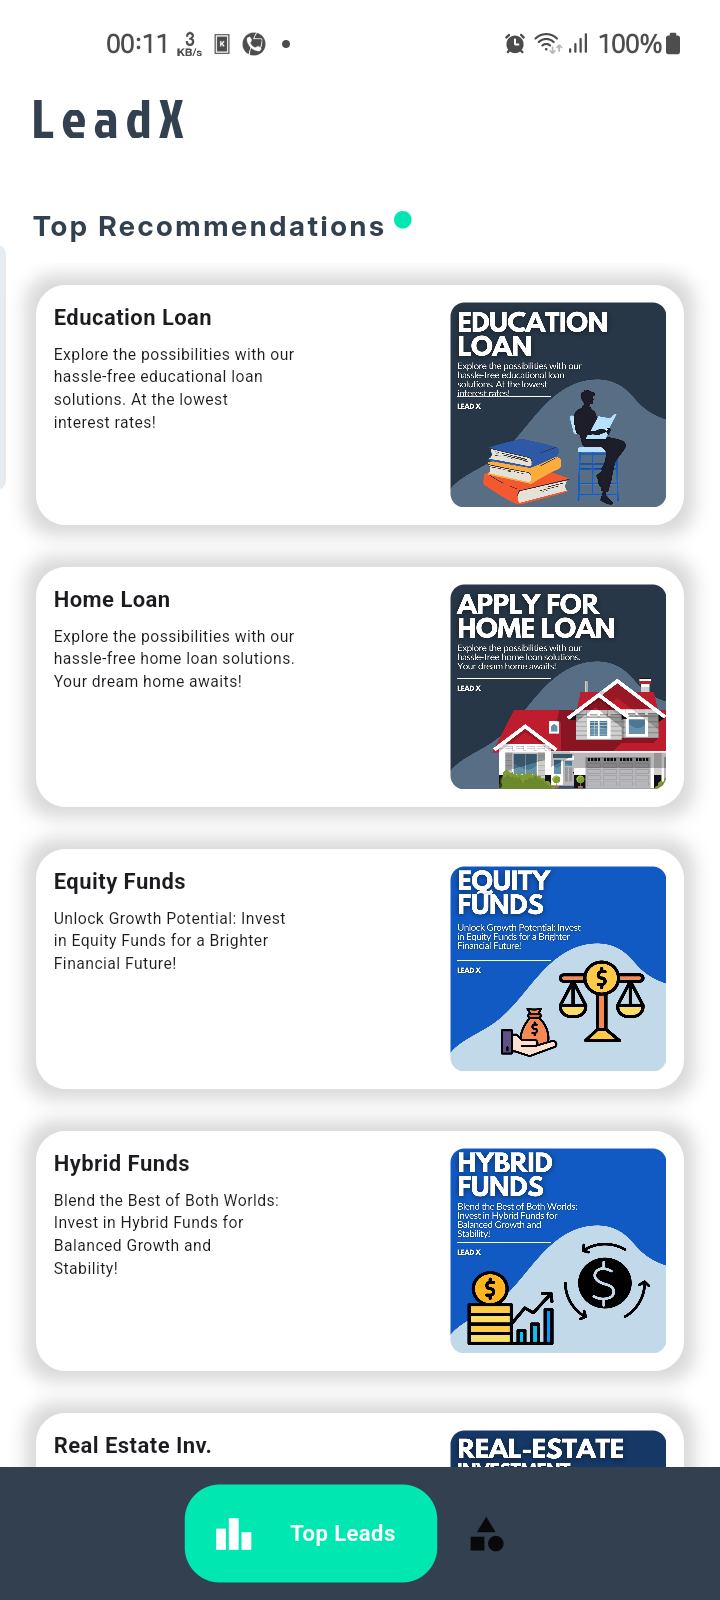 00:11 3 KB/s K 100%
LeadX
Top Recommendations
Education Loan
Explore the possibilities with our
hassle-free educational loan
solutions. At the lowest
interest rates!
EDUCATION
LOAN
Explore the possibilities with our
hassle-free educational loan
solutions. At the lowest
interest rates!
LEAD X
Home Loan
Explore the possibilities with our
hassle-free home loan solutions.
Your dream home awaits!
APPLY FOR
HOME LOAN
Explore the possibilities with our
hassle-free home loan solutions.
Your dream home awaits!
LEAD X
Equity Funds
Unlock Growth Potential: Invest
in Equity Funds for a Brighter
Financial Future!
EQUITY
FUNDS
Unlock Growth Potential: Invest
in Equity Funds for a Brighter
Financial Future!
LEAD X
$
$
Hybrid Funds
Blend the Best of Both Worlds:
Invest in Hybrid Funds for
Balanced Growth and
Stability!
HYBRID
FUNDS
Blend the Best of Both Worlds:
Invest in Hybrid Funds for
Balanced Growth and
Stability!
LEAD X
$
$
Real Estate Inv.
REAL-ESTATE
INVESTMENT
Top Leads